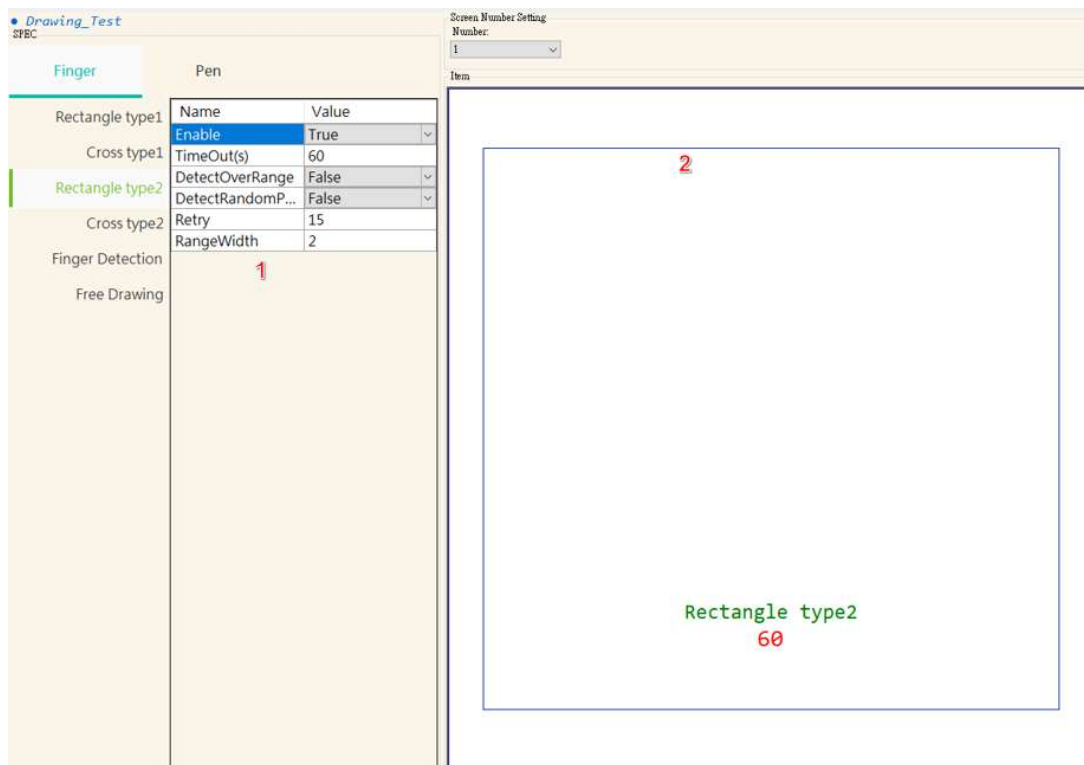 • Drawing_Test
SPEC
Finger Pen
Rectangle type1
Cross type1
Rectangle type2
Cross type2
Finger Detection
Free Drawing
Name Value
Enable True
TimeOut(s) 60
DetectOverRange False
DetectRandomP... False
Retry 15
RangeWidth 2
1
Screen Number Setting
Number:
1
Item
2
Rectangle type2
60